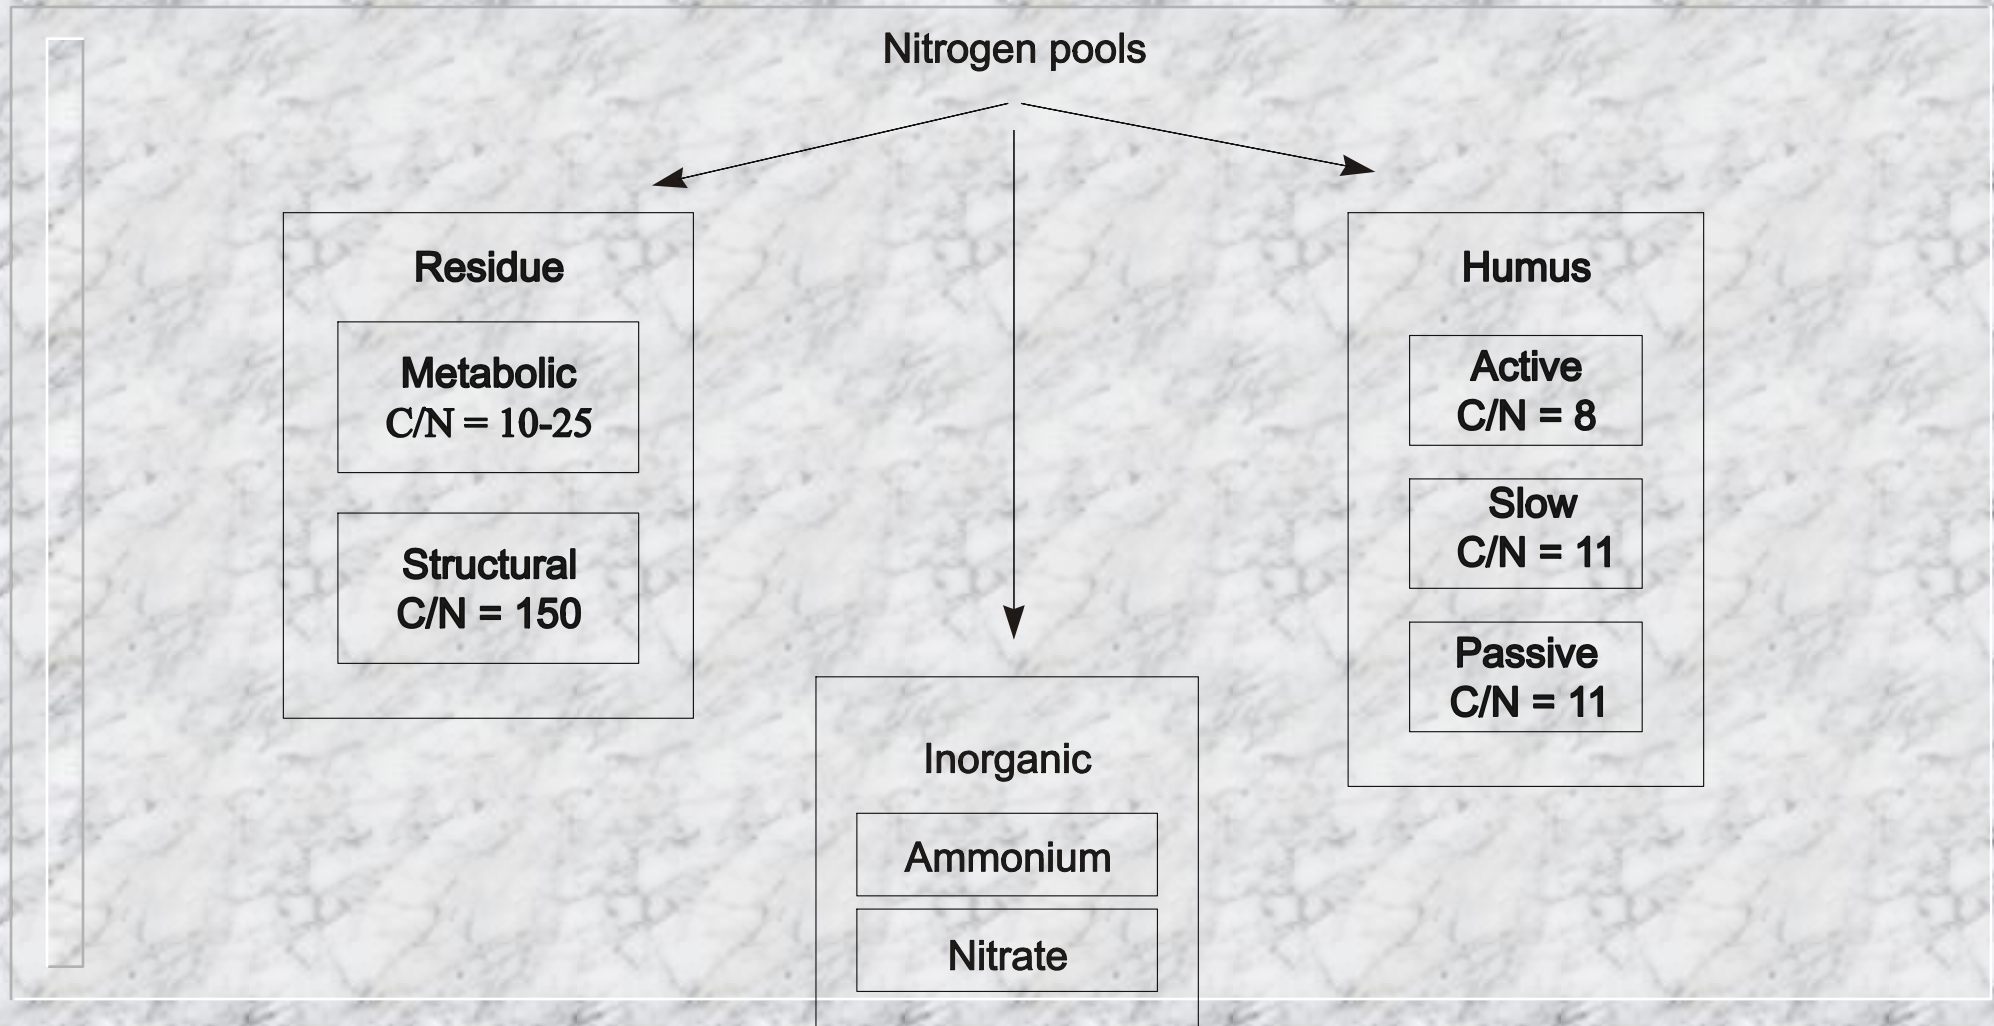 Nitrogen pools
Residue
Metabolic
C/N = 10-25
Structural
C/N = 150
Inorganic
Ammonium
Nitrate
Humus
Active
C/N = 8
Slow
C/N = 11
Passive
C/N = 11